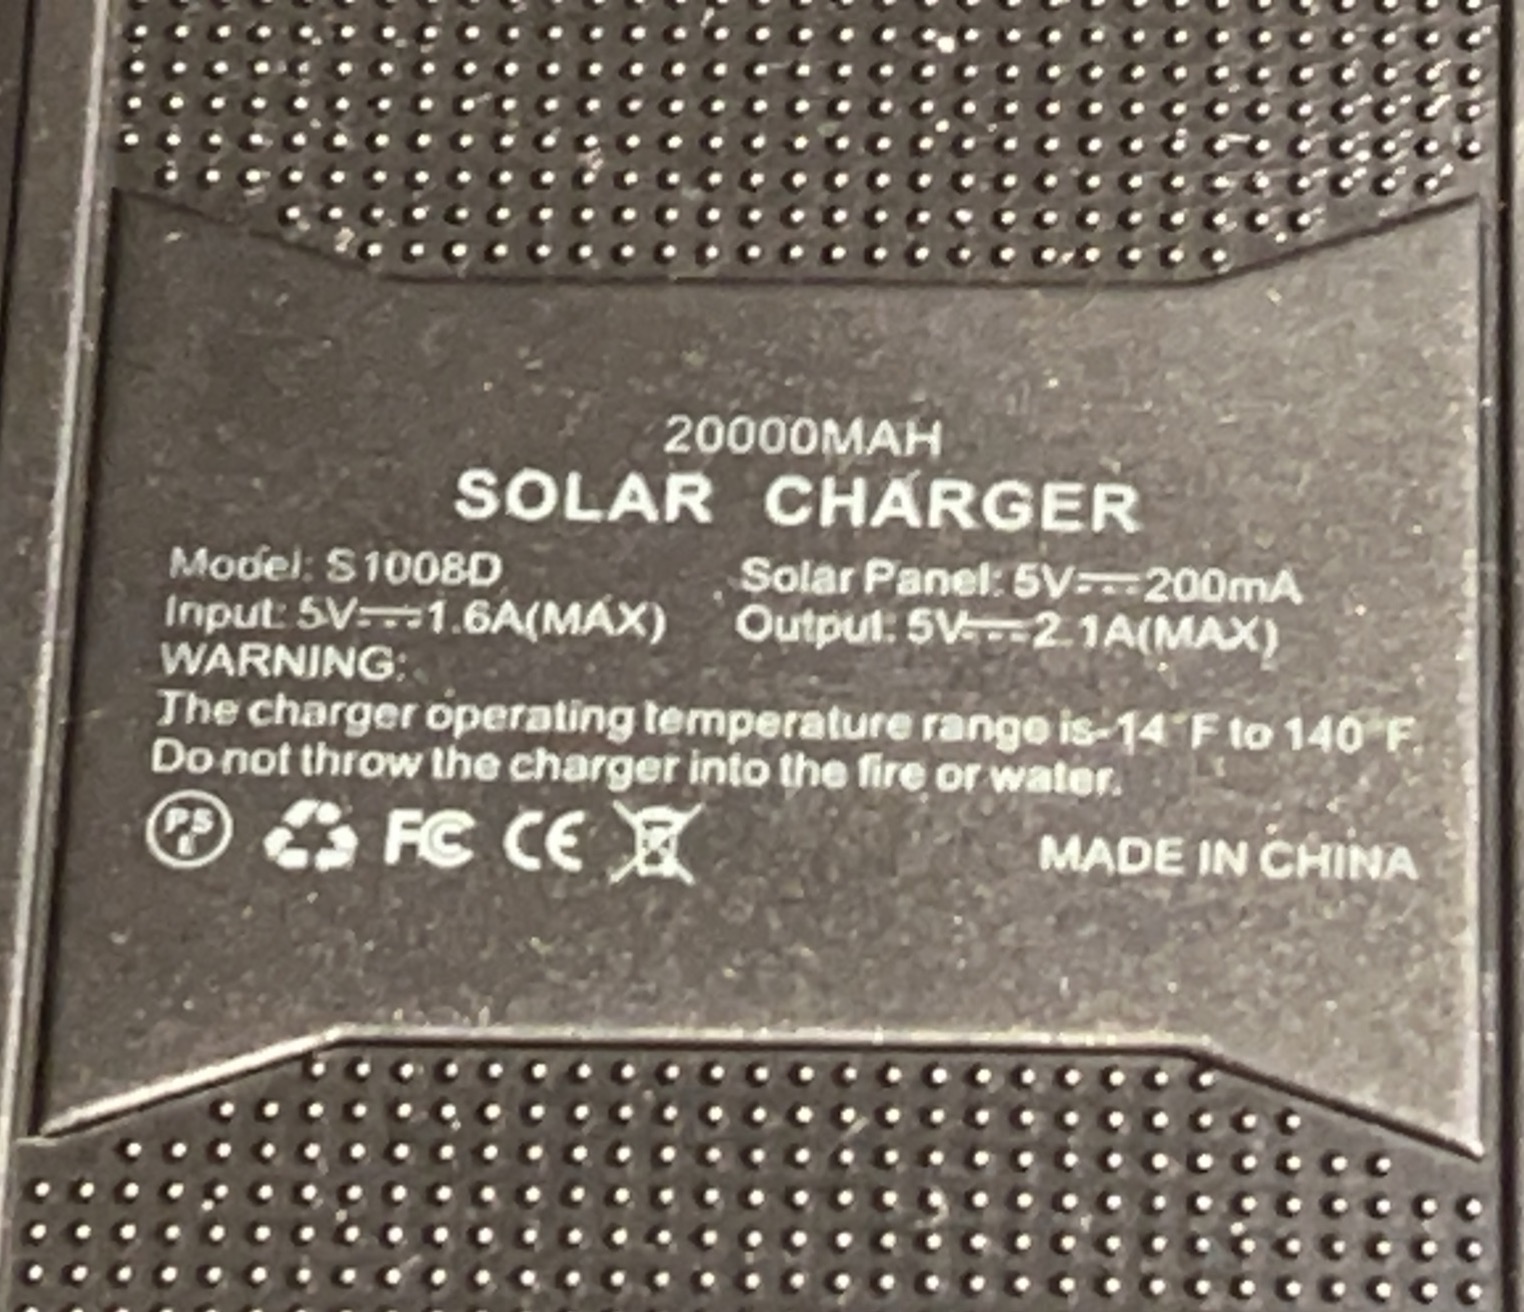 20000MAH
SOLAR CHARGER
Model: S1008D
Solar Panel: 5V⎓200mA
Input: 5V⎓1.6A(MAX)
Output: 5V⎓2.1A(MAX)
WARNING:
The charger operating temperature range is-14°F to 140°F.
Do not throw the charger into the fire or water.
PS E FC CE
MADE IN CHINA